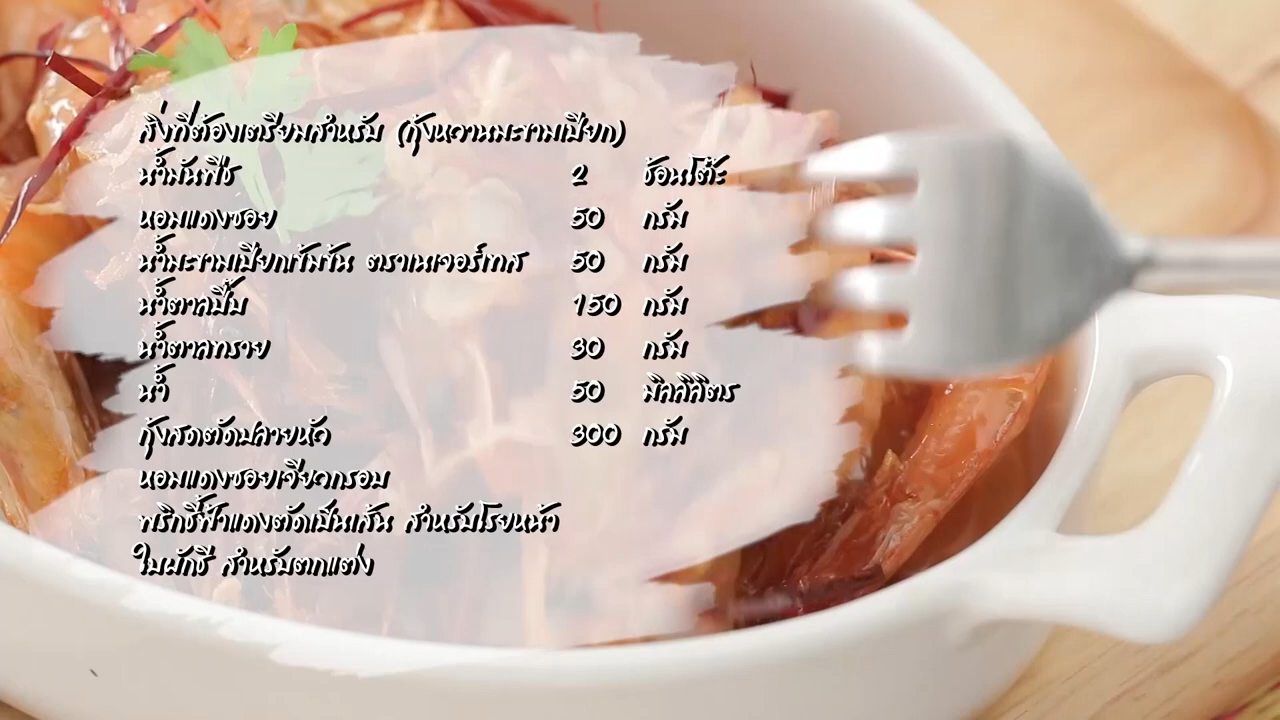 สิ่งที่ต้องเตรียมสำหรับ (กุ้งหวานมะขามเปียก)
น้ำมันพืช 2 ช้อนโต๊ะ
หอมแดงซอย 50 กรัม
น้ำมะขามเปียกเข้มข้น ตราเนเจอร์เทส 50 กรัม
น้ำตาลปี๊บ 150 กรัม
น้ำตาลทราย 30 กรัม
น้ำ 50 มิลลิลิตร
กุ้งสดตัดปลายหัว 300 กรัม
หอมแดงซอยเจียวกรอบ
พริกชี้ฟ้าแดงตัดเป็นเส้น สำหรับโรยหน้า
ใบผักชี สำหรับตกแต่ง